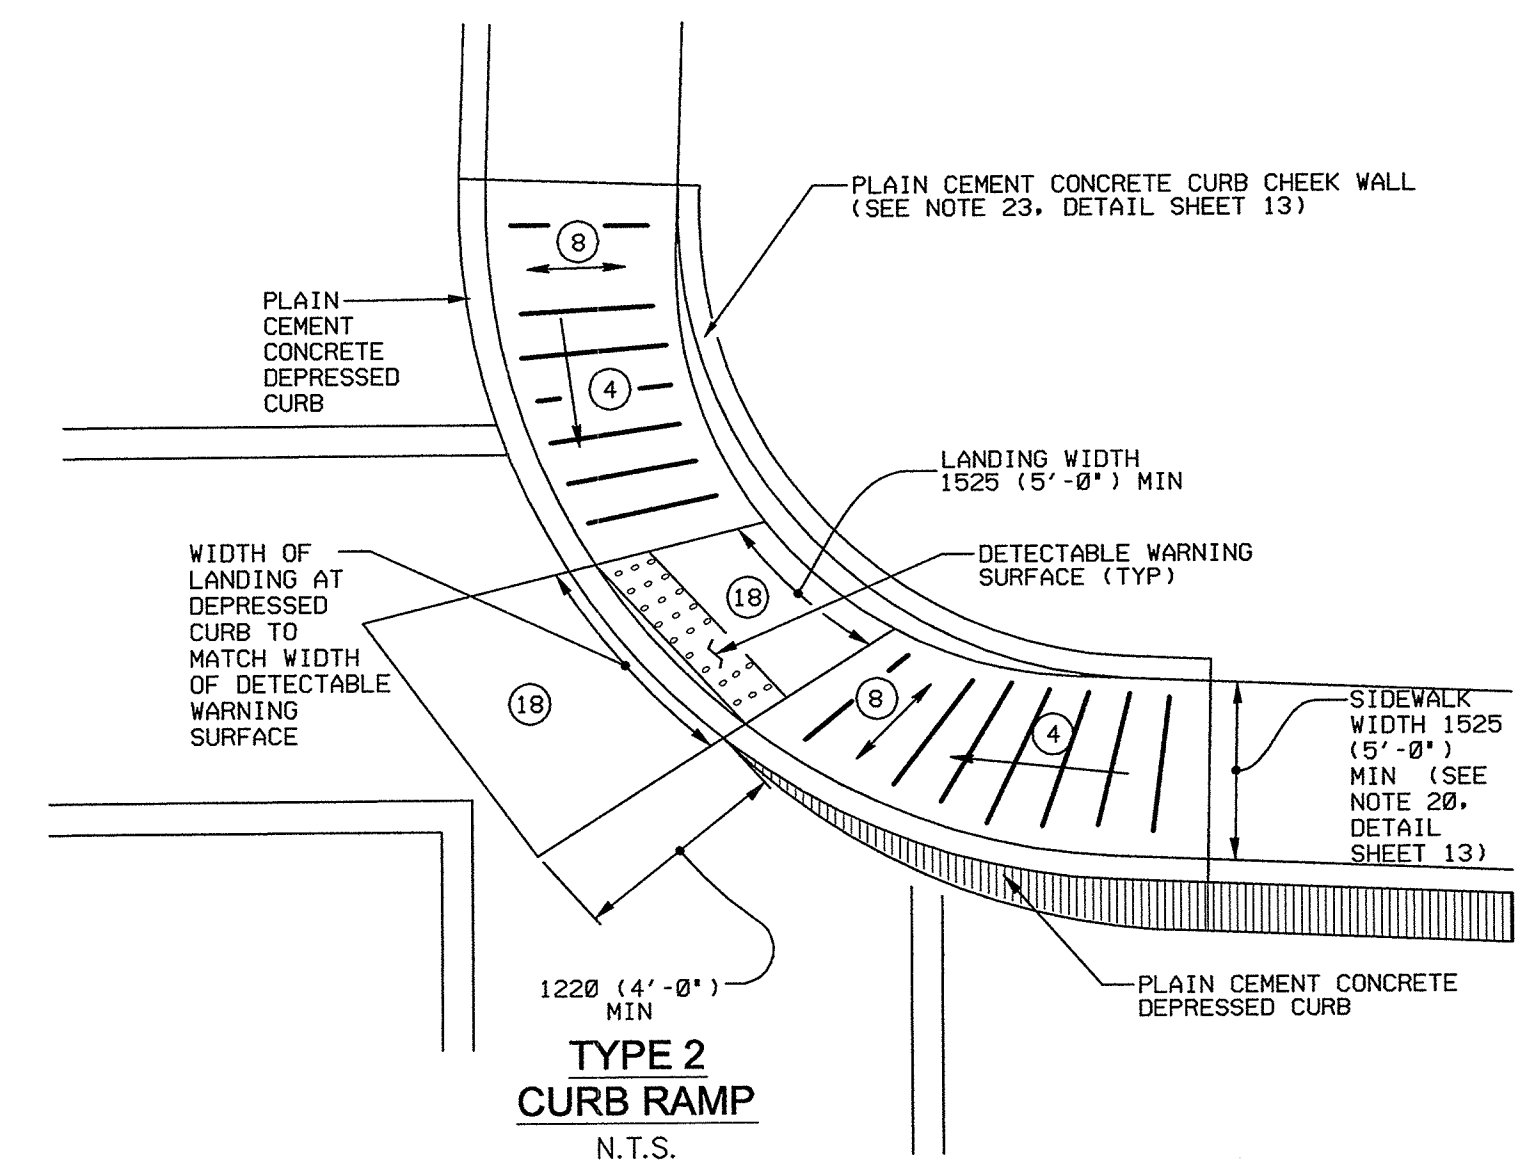 PLAIN CEMENT CONCRETE CURB CHEEK WALL
(SEE NOTE 23, DETAIL SHEET 13)
8
PLAIN
CEMENT
CONCRETE
DEPRESSED
CURB
4
LANDING WIDTH
1525 (5'-0") MIN
WIDTH OF
LANDING AT
DEPRESSED
CURB TO
MATCH WIDTH
OF DETECTABLE
WARNING
SURFACE
DETECTABLE WARNING
SURFACE (TYP)
18
18
8
4
SIDEWALK
WIDTH 1525
(5'-0")
MIN (SEE
NOTE 20,
DETAIL
SHEET 13)
1220 (4'-0")
MIN
PLAIN CEMENT CONCRETE
DEPRESSED CURB
TYPE 2
CURB RAMP
N.T.S.